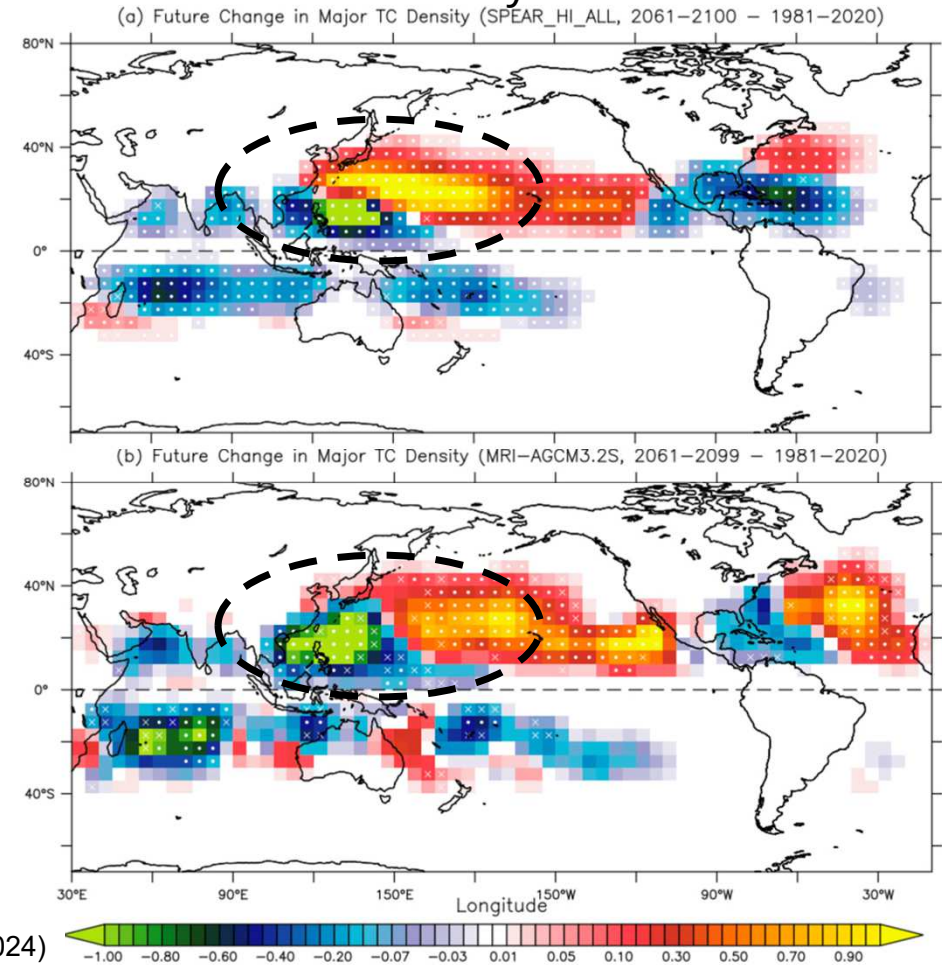 (a) Future Change in Major TC Density (SPEAR_HI_ALL, 2061−2100 − 1981−2020)
80°N
40°N
0°
40°S
(b) Future Change in Major TC Density (MRI−AGCM3.2S, 2061−2099 − 1981−2020)
80°N
40°N
0°
40°S
30°E 90°E 150°E 150°W 90°W 30°W
Longitude
024)
−1.00 −0.80 −0.60 −0.40 −0.20 −0.07 −0.03 0.01 0.05 0.10 0.30 0.50 0.70 0.90